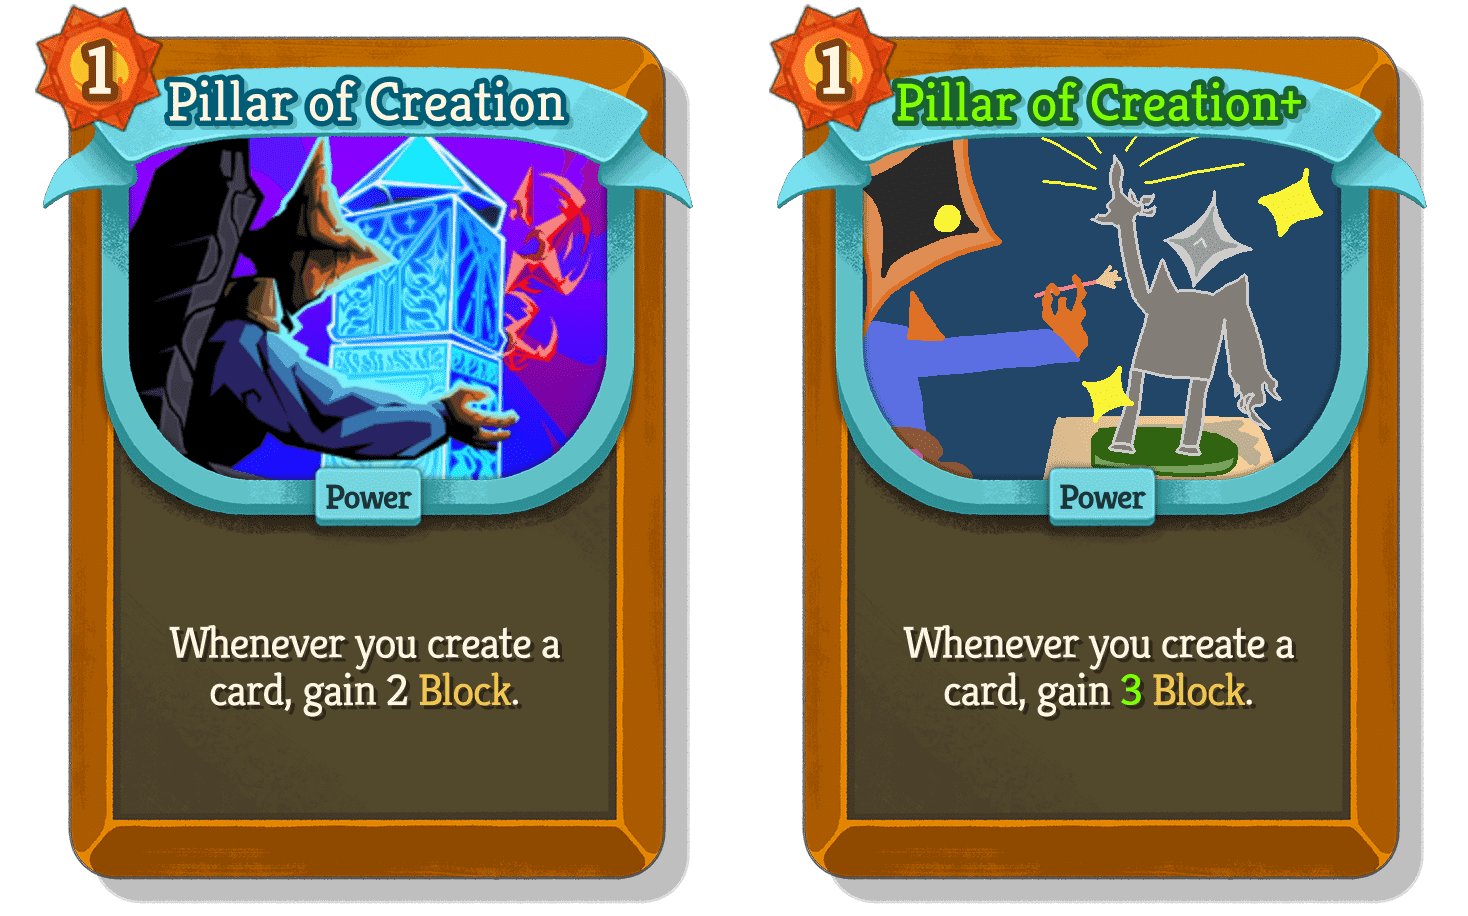 1
Pillar of Creation
Power
Whenever you create a
card, gain 2 Block.
1
Pillar of Creation+
Power
Whenever you create a
card, gain 3 Block.